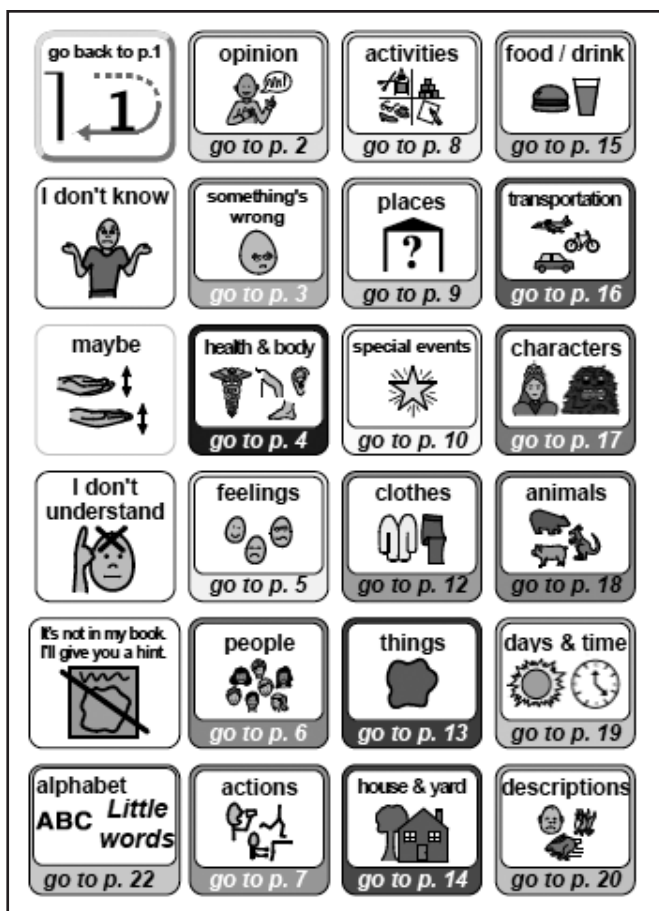 go back to p.1
1
opinion
go to p. 2
activities
go to p. 8
food / drink
go to p. 15
I don't know
something's
wrong
go to p. 3
places
?
go to p. 9
transportation
go to p. 16
maybe
health & body
go to p. 4
special events
go to p. 10
characters
go to p. 17
I don't
understand
feelings
go to p. 5
clothes
go to p. 12
animals
go to p. 18
It's not in my book.
I'll give you a hint.
people
go to p. 6
things
go to p. 13
days & time
go to p. 19
alphabet
ABC Little
words
go to p. 22
actions
go to p. 7
house & yard
go to p. 14
descriptions
go to p. 20